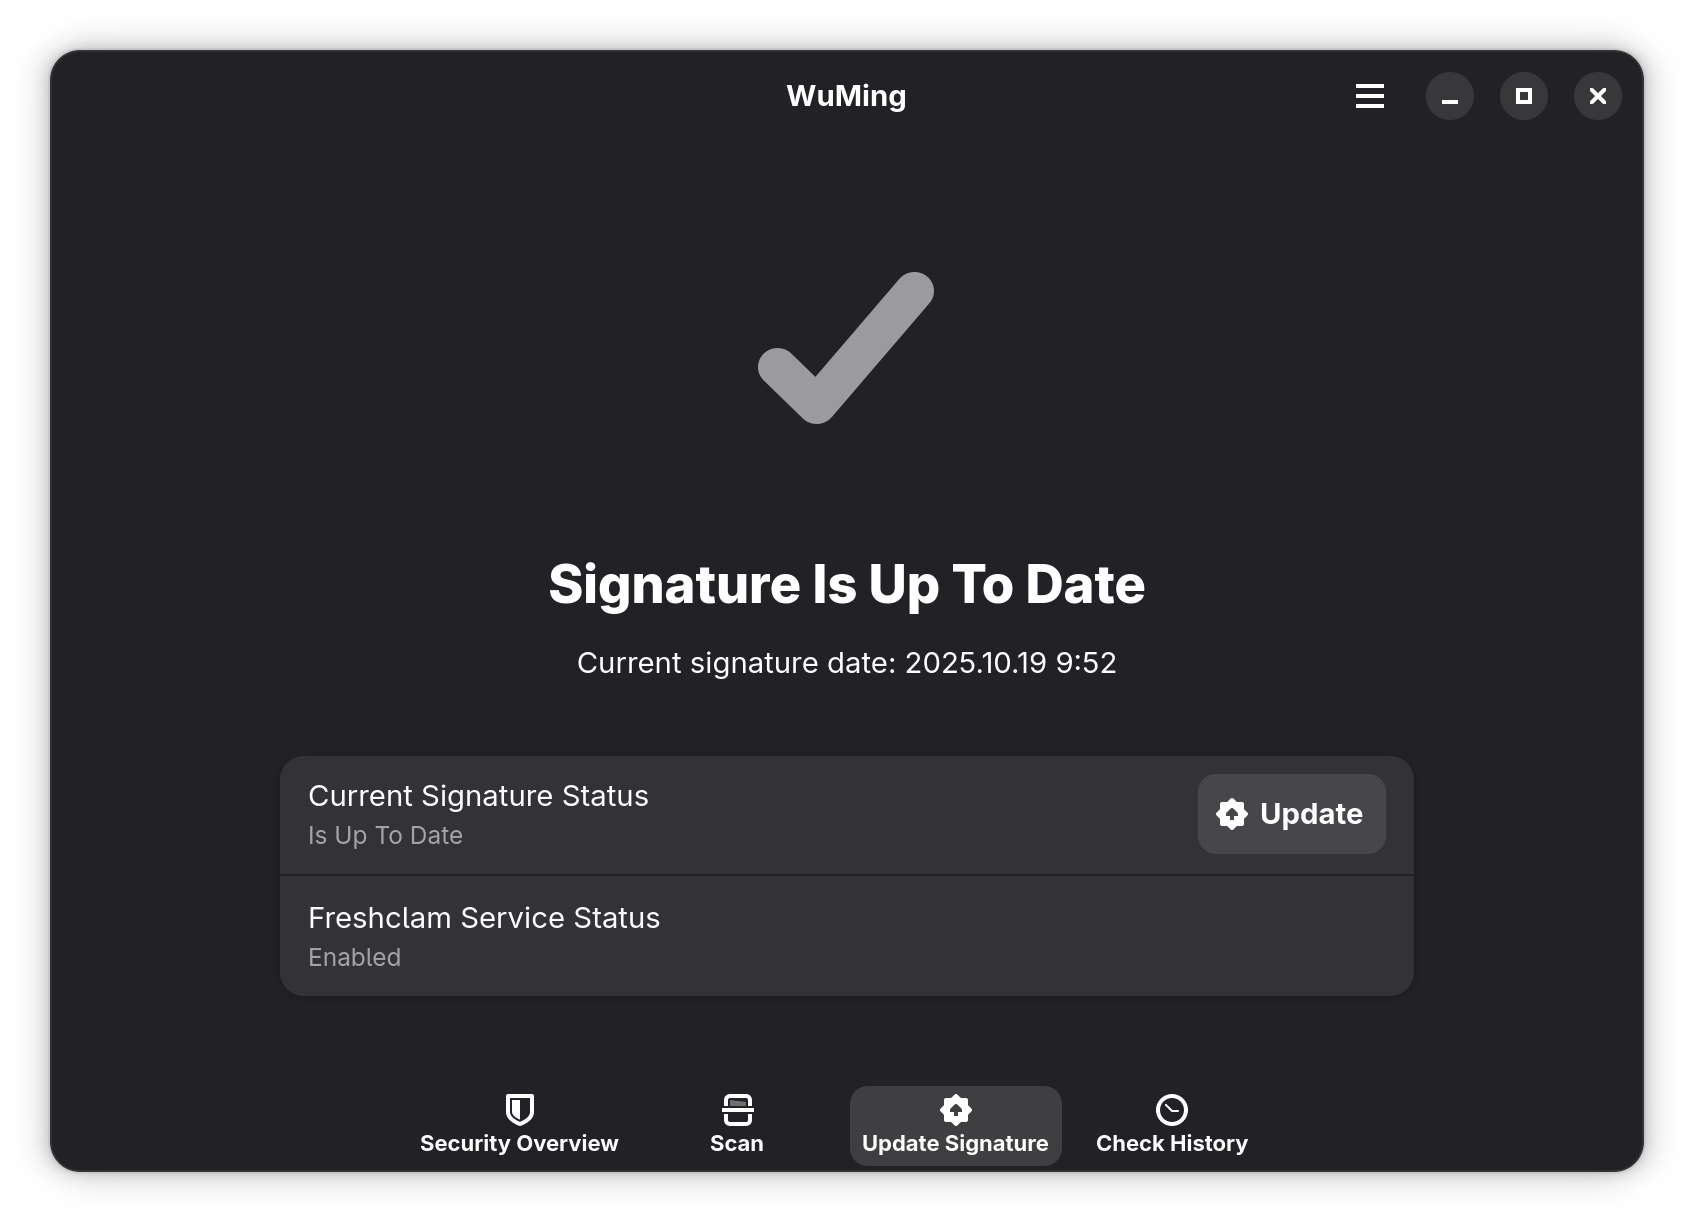 WuMing
Signature Is Up To Date
Current signature date: 2025.10.19 9:52
Current Signature Status
Is Up To Date
Update
Freshclam Service Status
Enabled
Security Overview
Scan
Update Signature
Check History